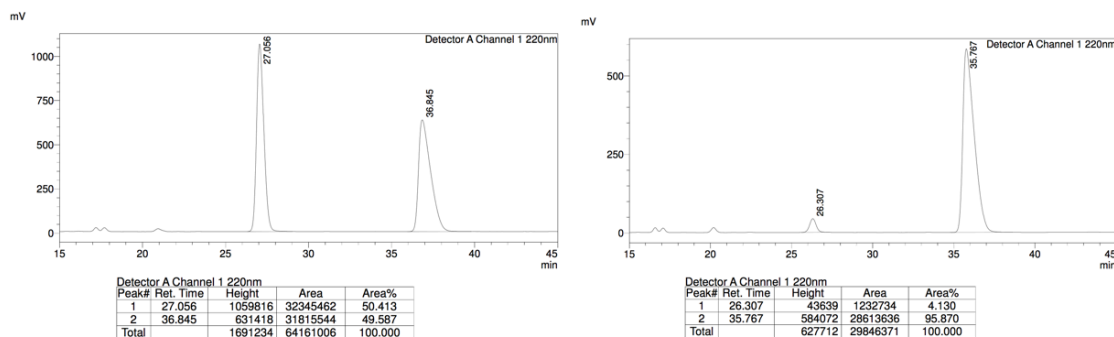 mV
Detector A Channel 1 220nm
27.056
36.845
1000
750
500
250
0
15 20 25 30 35 40 45
min
Detector A Channel 1 220nm
Peak# Ret. Time Height Area Area%
1 27.056 1059816 32345462 50.413
2 36.845 631418 31815544 49.587
Total 1691234 64161006 100.000
mV
Detector A Channel 1 220nm
35.767
26.307
500
250
0
15 20 25 30 35 40 45
min
Detector A Channel 1 220nm
Peak# Ret. Time Height Area Area%
1 26.307 43639 1232734 4.130
2 35.767 584072 28613636 95.870
Total 627712 29846371 100.000